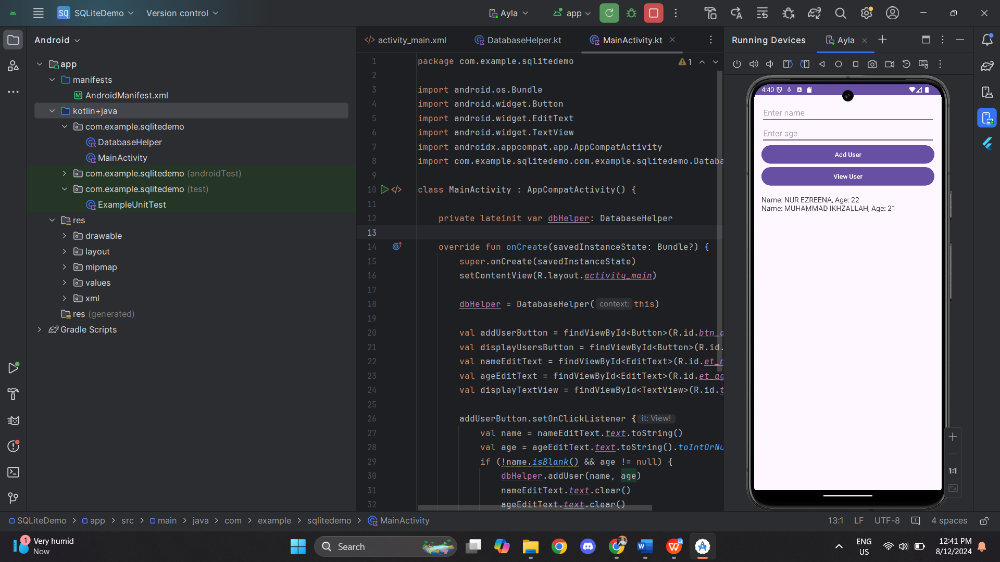 SQ SQLiteDemo Version control Ayla app
Android
app
manifests
AndroidManifest.xml
kotlin+java
com.example.sqlitedemo
DatabaseHelper
MainActivity
com.example.sqlitedemo (androidTest)
com.example.sqlitedemo (test)
ExampleUnitTest
res
drawable
layout
mipmap
values
xml
res (generated)
Gradle Scripts
activity_main.xml DatabaseHelper.kt MainActivity.kt
1 package com.example.sqlitedemo
1
2
3 import android.os.Bundle
4 import android.widget.Button
5 import android.widget.EditText
6 import android.widget.TextView
7 import androidx.appcompat.app.AppCompatActivity
8 import com.example.sqlitedemo.com.example.sqlitedemo.Databa
9
10 class MainActivity : AppCompatActivity() {
11
12 private lateinit var dbHelper: DatabaseHelper
13
14 override fun onCreate(savedInstanceState: Bundle?) {
15 super.onCreate(savedInstanceState)
16 setContentView(R.layout.activity_main)
17
18 dbHelper = DatabaseHelper( context: this)
19
20 val addUserButton = findViewById<Button>(R.id.btn_a
21 val displayUsersButton = findViewById<Button>(R.id.
22 val nameEditText = findViewById<EditText>(R.id.et_n
23 val ageEditText = findViewById<EditText>(R.id.et_ag
24 val displayTextView = findViewById<TextView>(R.id.t
25
26 addUserButton.setOnClickListener { it: View!
27 val name = nameEditText.text.toString()
28 val age = ageEditText.text.toString().toIntOrNu
29 if (!name.isBlank() && age != null) {
30 dbHelper.addUser(name, age)
31 nameEditText.text.clear()
32 ageEditText.text.clear()
Running Devices Ayla
4:40
Enter name
Enter age
Add User
View User
Name: NUR EZREENA, Age: 22
Name: MUHAMMAD IKHZALLAH, Age: 21
1:1
SQLiteDemo > app > src > main > java > com > example > sqlitedemo > MainActivity
13:1 LF UTF-8 4 spaces
1
Very humid
Now
Search
ENG
US
12:41 PM
8/12/2024